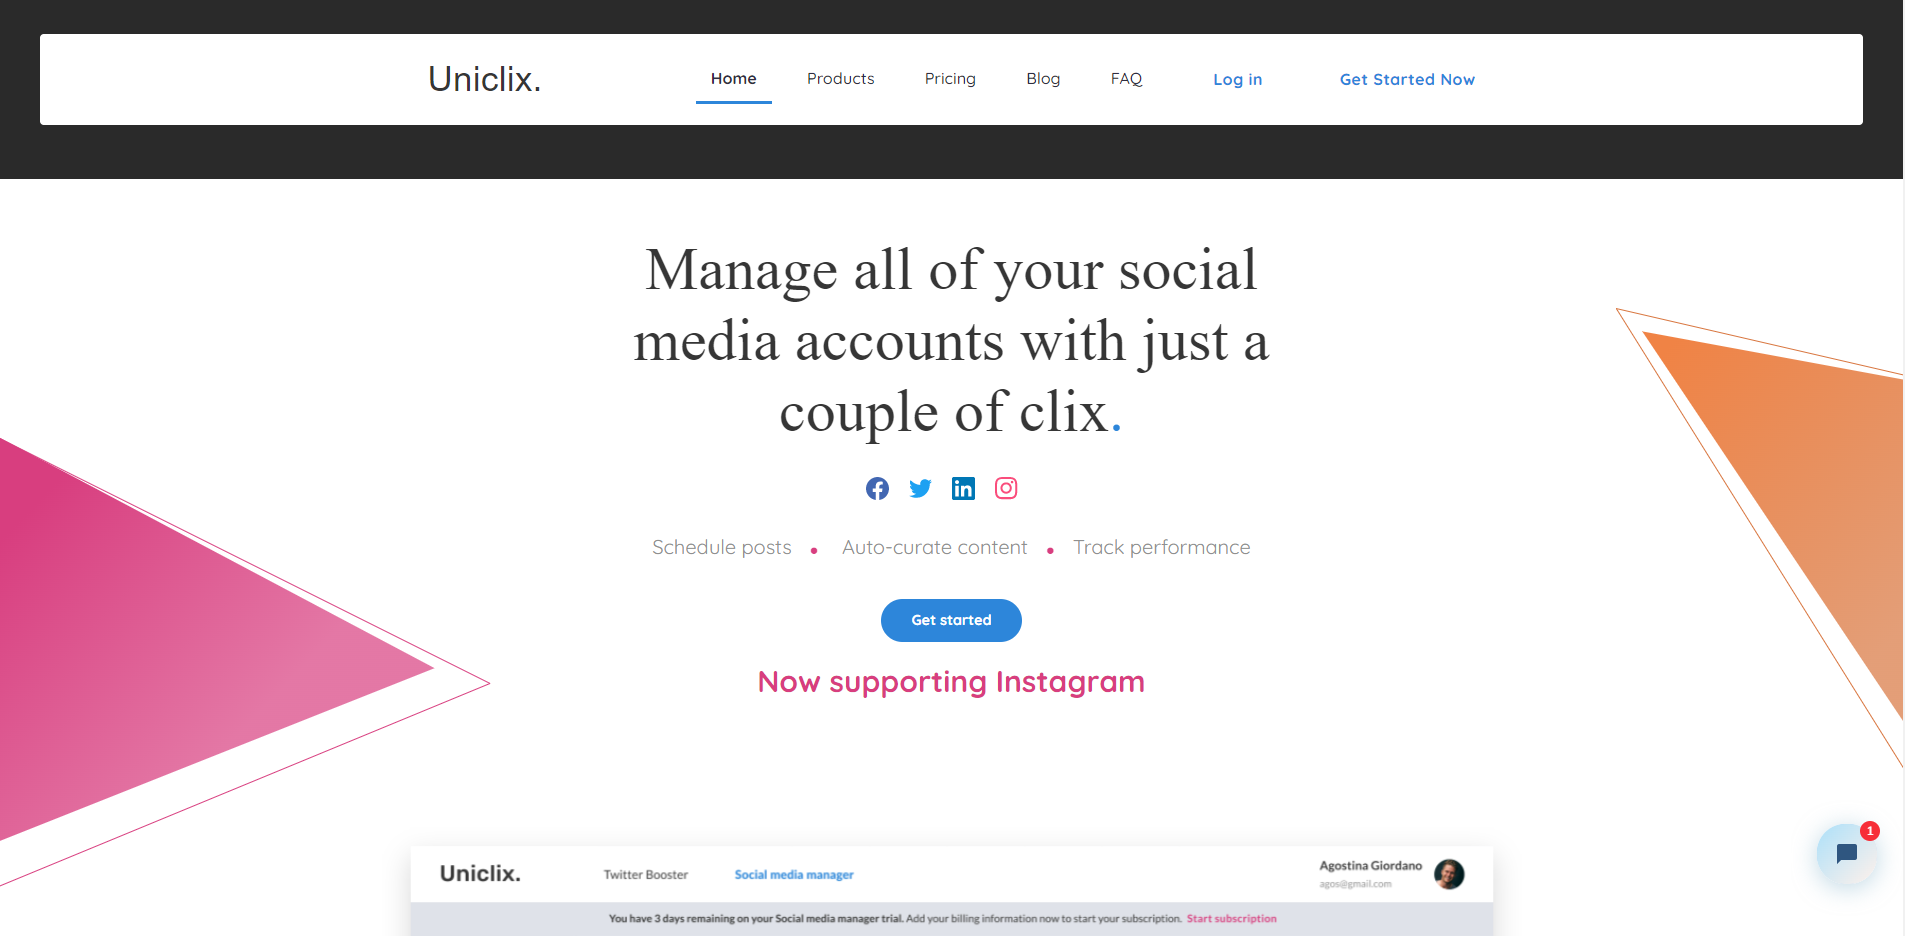 Uniclix.
Home
Products
Pricing
Blog
FAQ
Log in
Get Started Now
Manage all of your social
media accounts with just a
couple of clix.
Schedule posts • Auto-curate content • Track performance
Get started
Now supporting Instagram
1
Uniclix.
Twitter Booster
Social media manager
Agostina Giordano
agos@gmail.com
You have 3 days remaining on your Social media manager trial. Add your billing information now to start your subscription. Start subscription